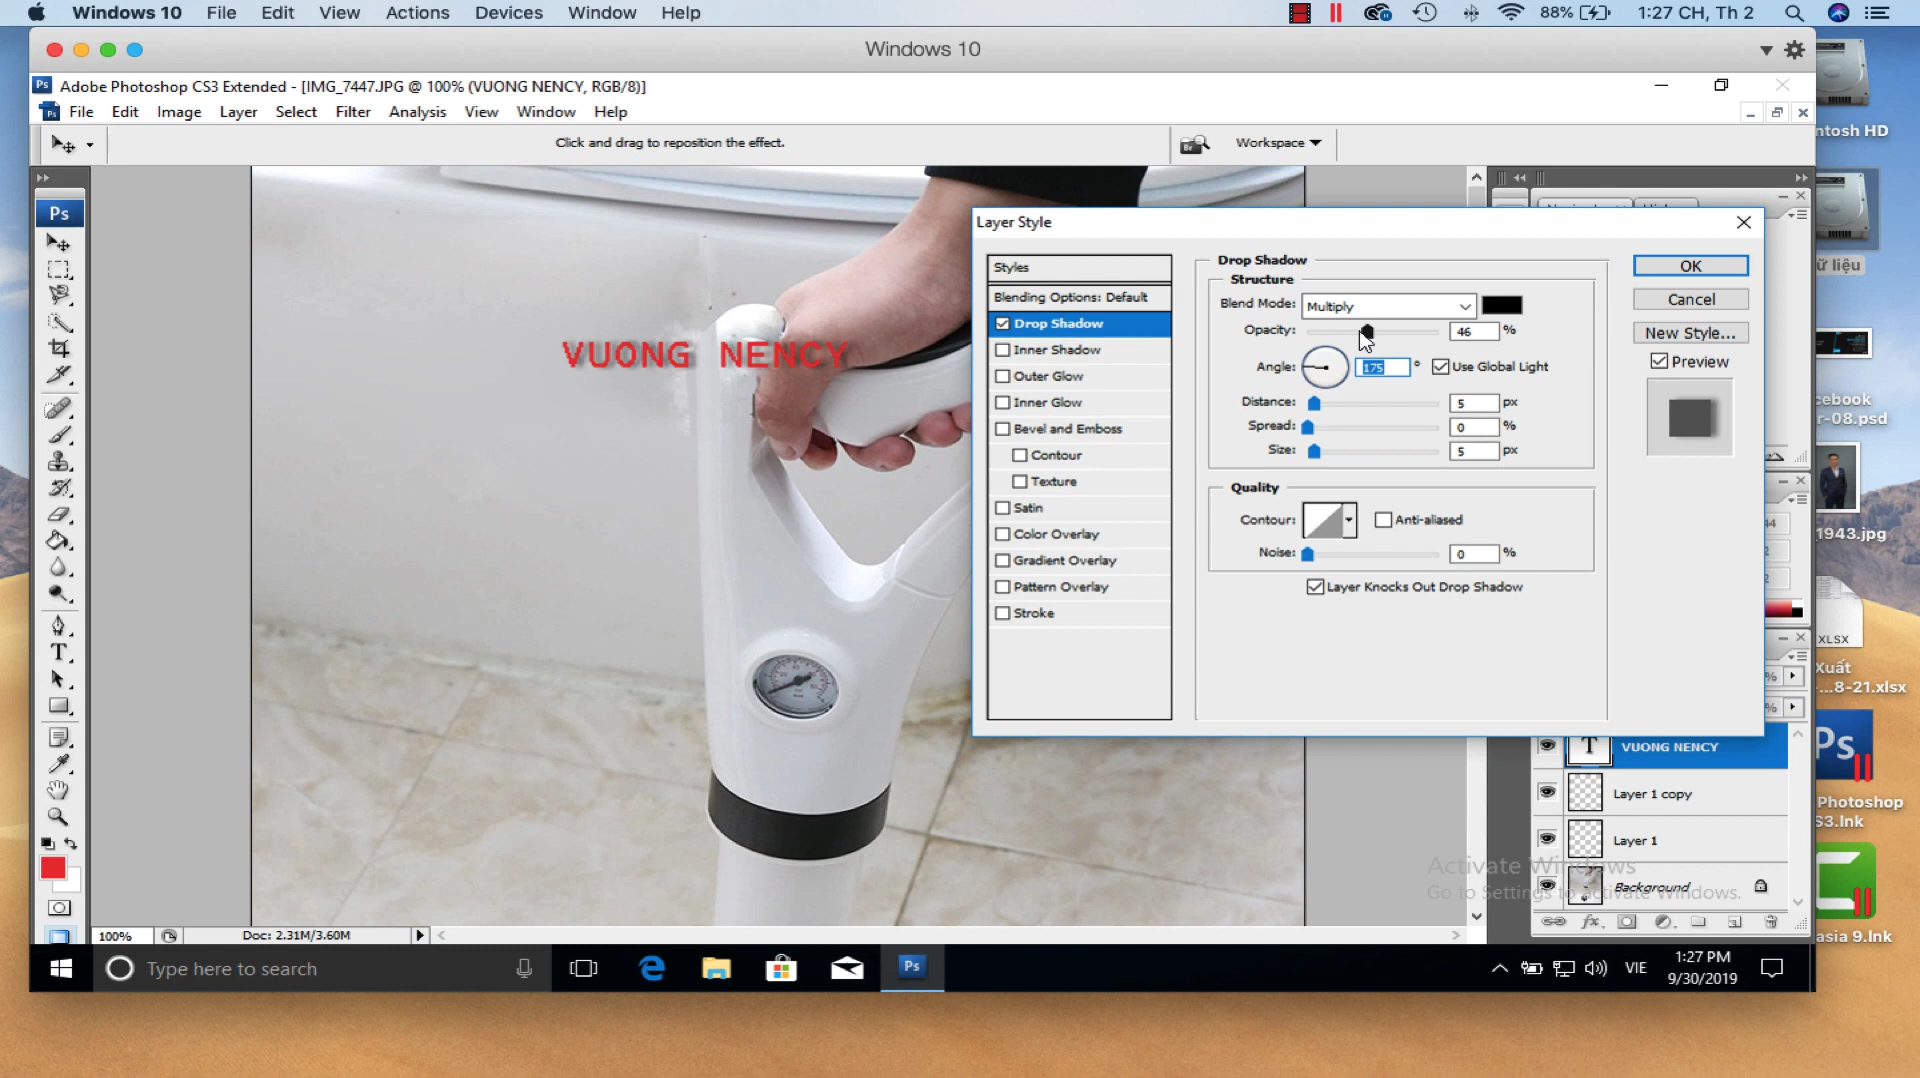 Windows 10 File Edit View Actions Devices Window Help 88% 1:27 CH, Th 2
Windows 10
Ps Adobe Photoshop CS3 Extended - [IMG_7447.JPG @ 100% (VUONG NENCY, RGB/8)]
Ps File Edit Image Layer Select Filter Analysis View Window Help
Click and drag to reposition the effect.
Br Workspace
Ps
VUONG NENCY
Layer Style
Styles
Blending Options: Default
Drop Shadow
Inner Shadow
Outer Glow
Inner Glow
Bevel and Emboss
Contour
Texture
Satin
Color Overlay
Gradient Overlay
Pattern Overlay
Stroke
Drop Shadow
Structure
Blend Mode: Multiply
Opacity: 46 %
Angle: 175 ° Use Global Light
Distance: 5 px
Spread: 0 %
Size: 5 px
Quality
Contour: Anti-aliased
Noise: 0 %
Layer Knocks Out Drop Shadow
OK
Cancel
New Style...
Preview
T VUONG NENCY
Layer 1 copy
Layer 1
Background
Activate Windows
Go to Settings to activate Windows.
100% Doc: 2.31M/3.60M
Type here to search
Ps
VIE
1:27 PM
9/30/2019
ntosh HD
ữ liệu
cebook
r-08.psd
1943.jpg
XLSX
Xuất
...8-21.xlsx
Ps
Photoshop
S3.lnk
asia 9.lnk